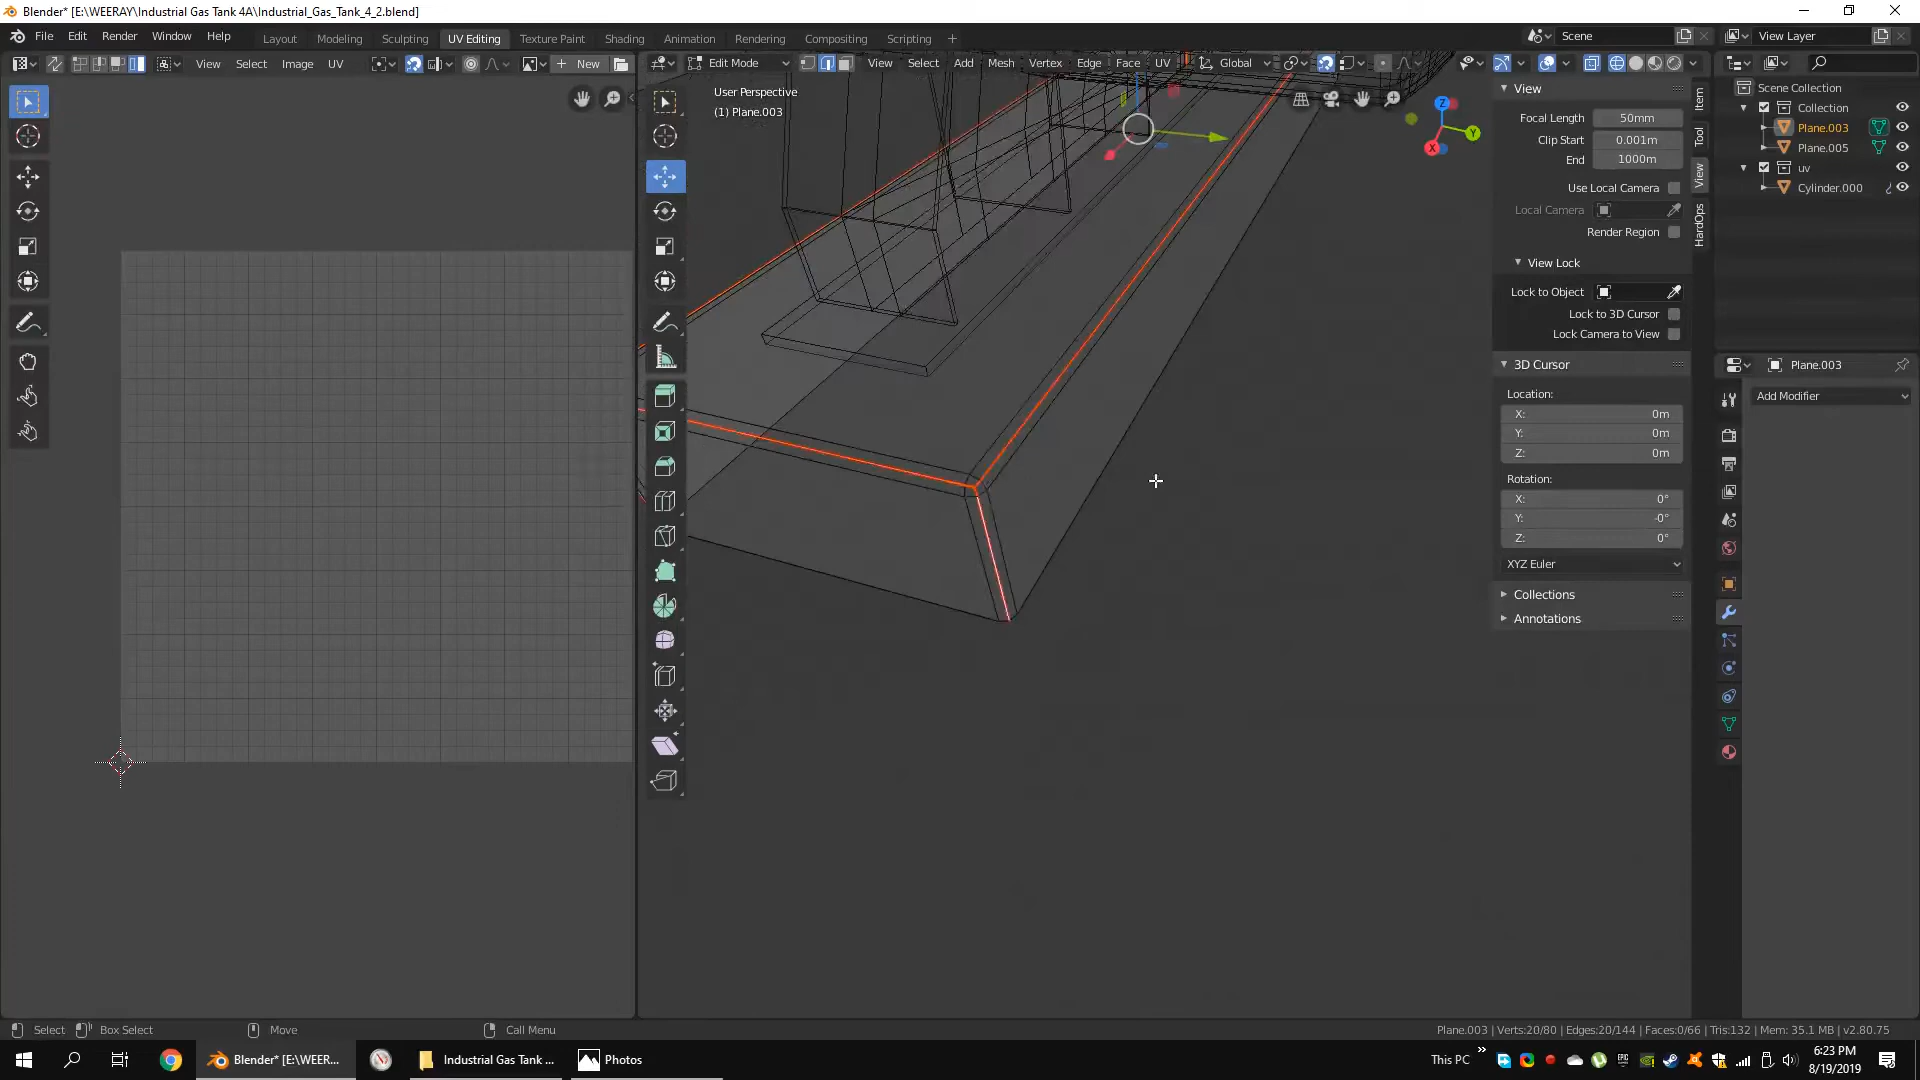 Blender* [E:\WEERAY\Industrial Gas Tank 4A\Industrial_Gas_Tank_4_2.blend]
File Edit Render Window Help
Layout Modeling Sculpting UV Editing Texture Paint Shading Animation Rendering Compositing Scripting
Scene
View Layer
View Select Image UV
New
Edit Mode
View Select Add Mesh Vertex Edge Face UV
Global
User Perspective
(1) Plane.003
Z
Y
X
View
Focal Length 50mm
Clip Start 0.001m
End 1000m
Use Local Camera
Local Camera
Render Region
View Lock
Lock to Object
Lock to 3D Cursor
Lock Camera to View
3D Cursor
Location:
X: 0m
Y: 0m
Z: 0m
Rotation:
X: 0°
Y: -0°
Z: 0°
XYZ Euler
Collections
Annotations
Item
Tool
View
HardOps
Scene Collection
Collection
Plane.003
Plane.005
uv
Cylinder.000
Plane.003
Add Modifier
Select Box Select Move Call Menu
Plane.003 | Verts:20/80 | Edges:20/144 | Faces:0/66 | Tris:132 | Mem: 35.1 MB | v2.80.75
Blender* [E:\WEER...
Industrial Gas Tank ...
Photos
This PC
6:23 PM
8/19/2019